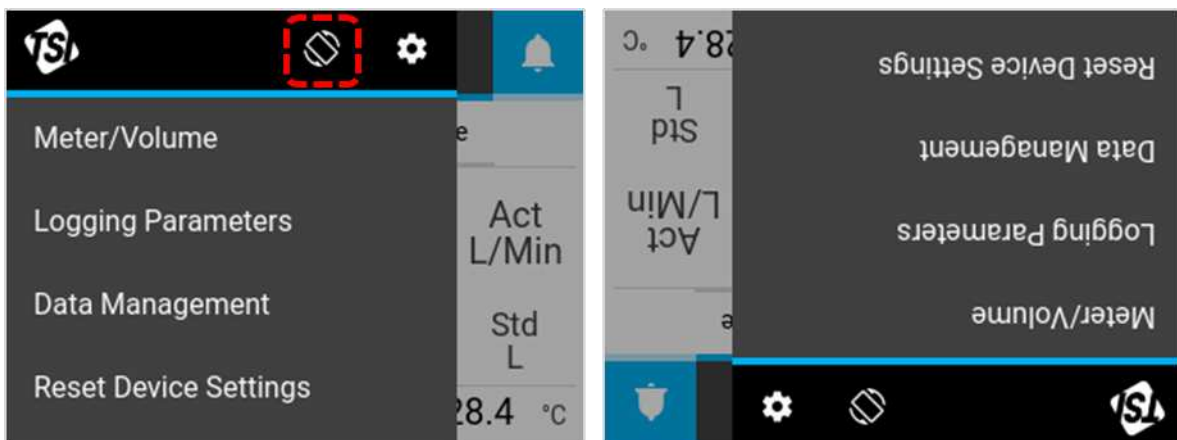 TSI
Meter/Volume
e
Logging Parameters
Act
L/Min
Data Management
Std
L
Reset Device Settings
28.4 °C
TSI
Meter/Volume
e
Logging Parameters
Act
L/Min
Data Management
Std
L
Reset Device Settings
28.4 °C